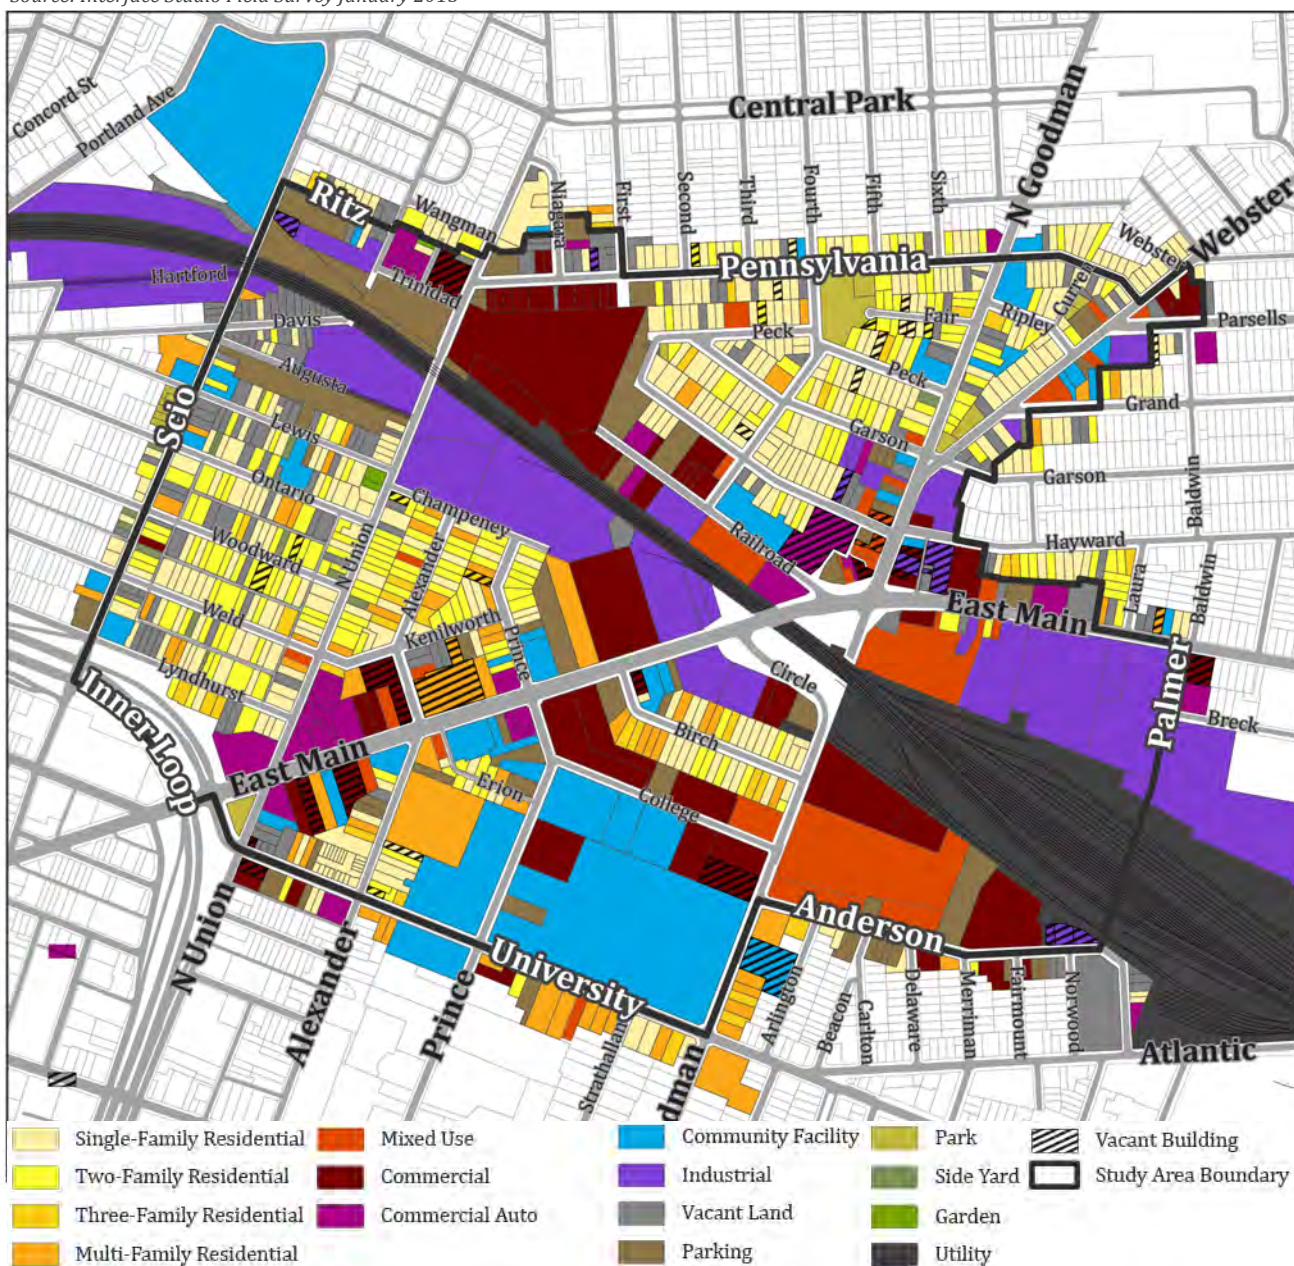 Source: Interface Studio Field Survey January 2013
Concord St
Portland Ave
Central Park
N Goodman
Ritz
Wangman
Niagara
First
Second
Third
Fourth
Fifth
Sixth
Webster
Webster
Pennsylvania
Trinidad
Hartford
Davis
Augusta
Peck
Fair
Ripley
Curren
Parsells
Peck
Grand
Scio
Lewis
Ontario
Garson
Garson
Baldwin
Champeney
Woodward
N Union
Alexander
Railroad
Hayward
Laura
Baldwin
Weld
Kenilworth
Prince
East Main
Lyndhurst
Circle
Palmer
Inner Loop
Birch
Breck
East Main
Erion
College
N Union
Alexander
Prince
University
Anderson
Arlington
Beacon
Carlton
Delaware
Merriman
Fairmount
Norwood
Strathallan
dman
Atlantic
Single-Family Residential
Two-Family Residential
Three-Family Residential
Multi-Family Residential
Mixed Use
Commercial
Commercial Auto
Community Facility
Industrial
Vacant Land
Parking
Park
Side Yard
Garden
Utility
Vacant Building
Study Area Boundary